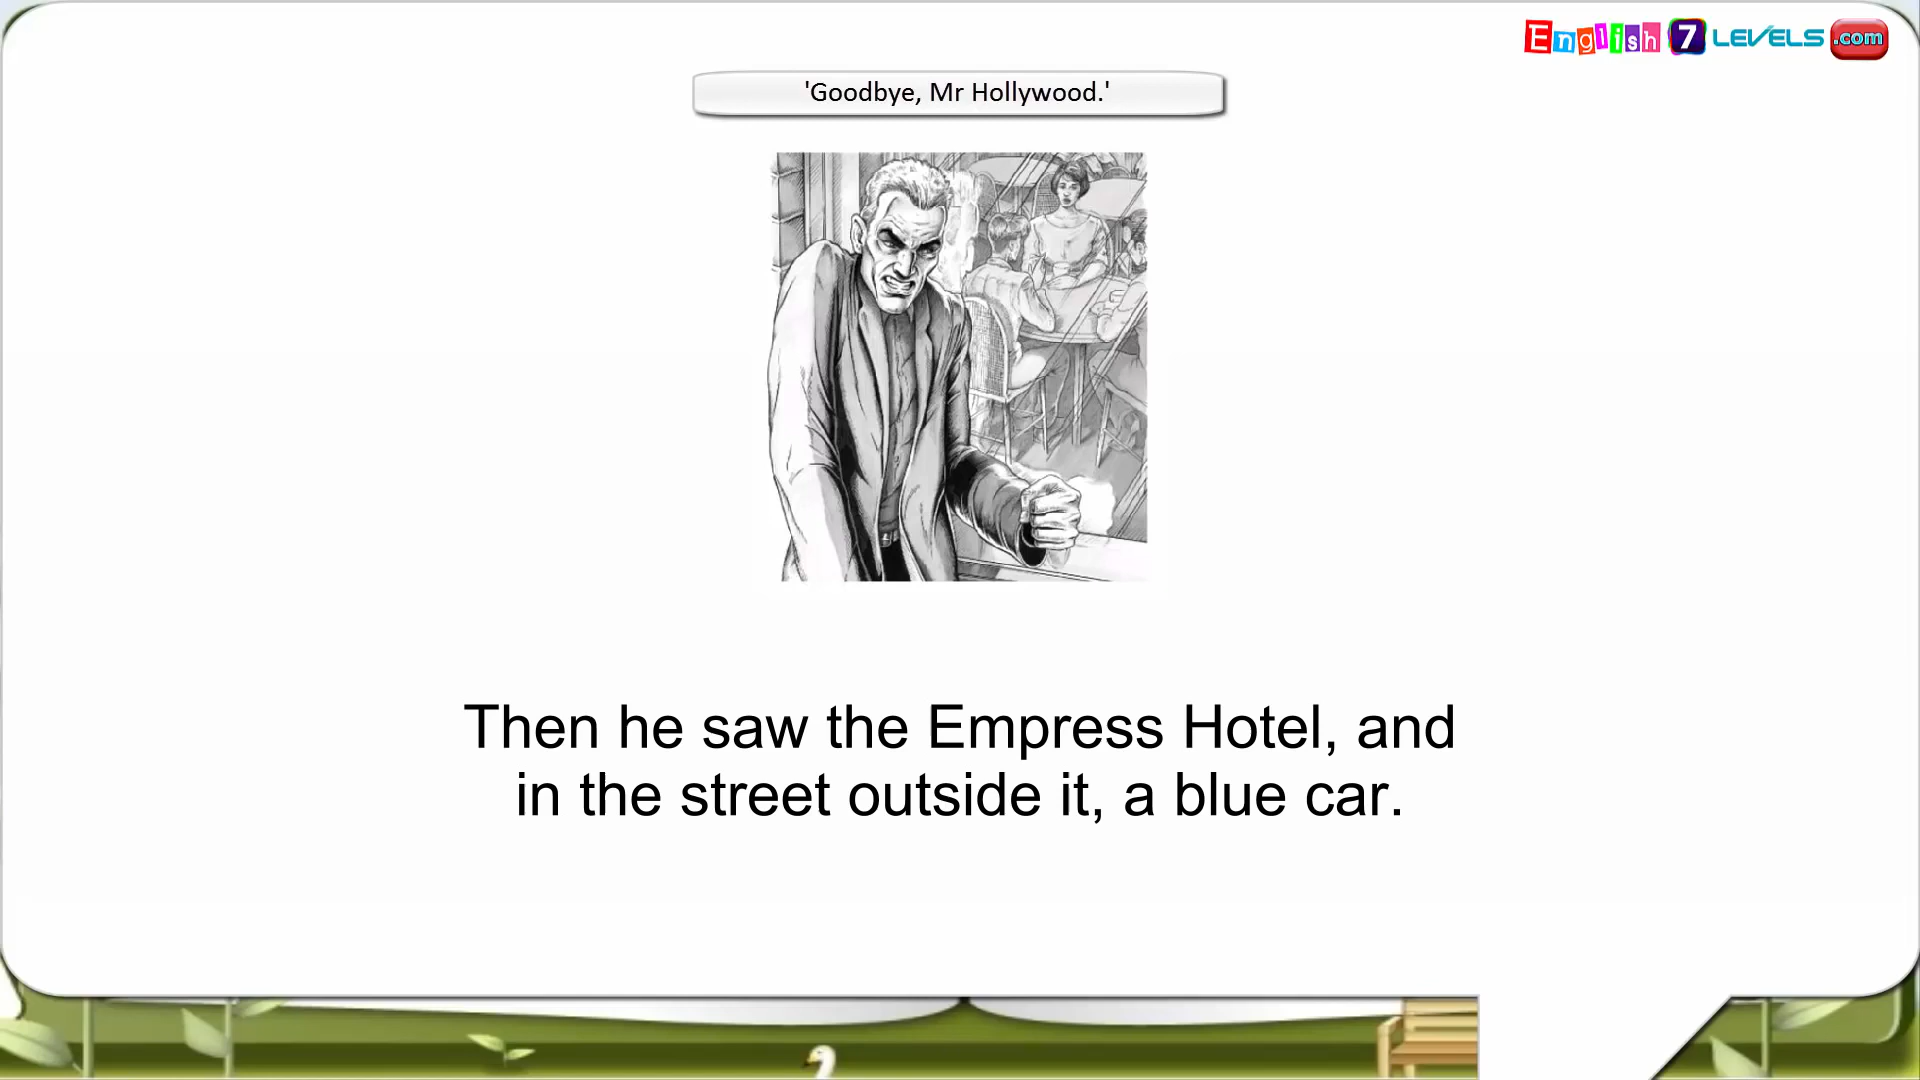 English 7 LEVELS .com
'Goodbye, Mr Hollywood.'
Then he saw the Empress Hotel, and
in the street outside it, a blue car.